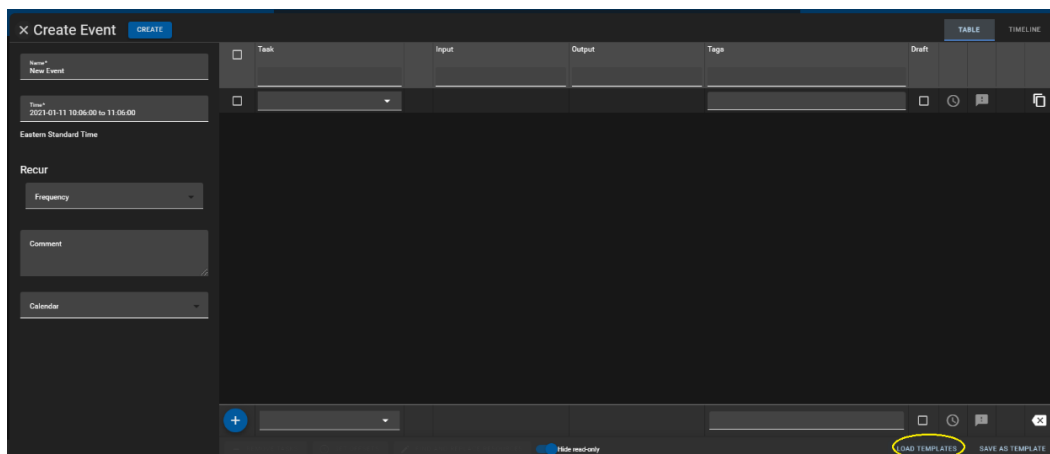 Create Event
CREATE
TABLE
TIMELINE
Name*
New Event
Task
Input
Output
Tags
Draft
Time*
2021-01-11 10:06:00 to 11:06:00
Eastern Standard Time
Recur
Frequency
Comment
Calendar
Hide read-only
LOAD TEMPLATES
SAVE AS TEMPLATE